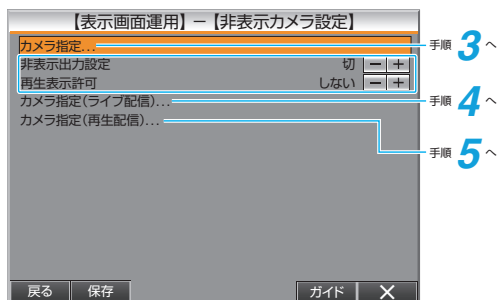 【表示画面運用】－【非表示カメラ設定】
カメラ指定...
手順 3 へ
非表示出力設定 切 － ＋
再生表示許可 しない － ＋
カメラ指定(ライブ配信)...
手順 4 へ
カメラ指定(再生配信)...
手順 5 へ
戻る 保存 ガイド ×